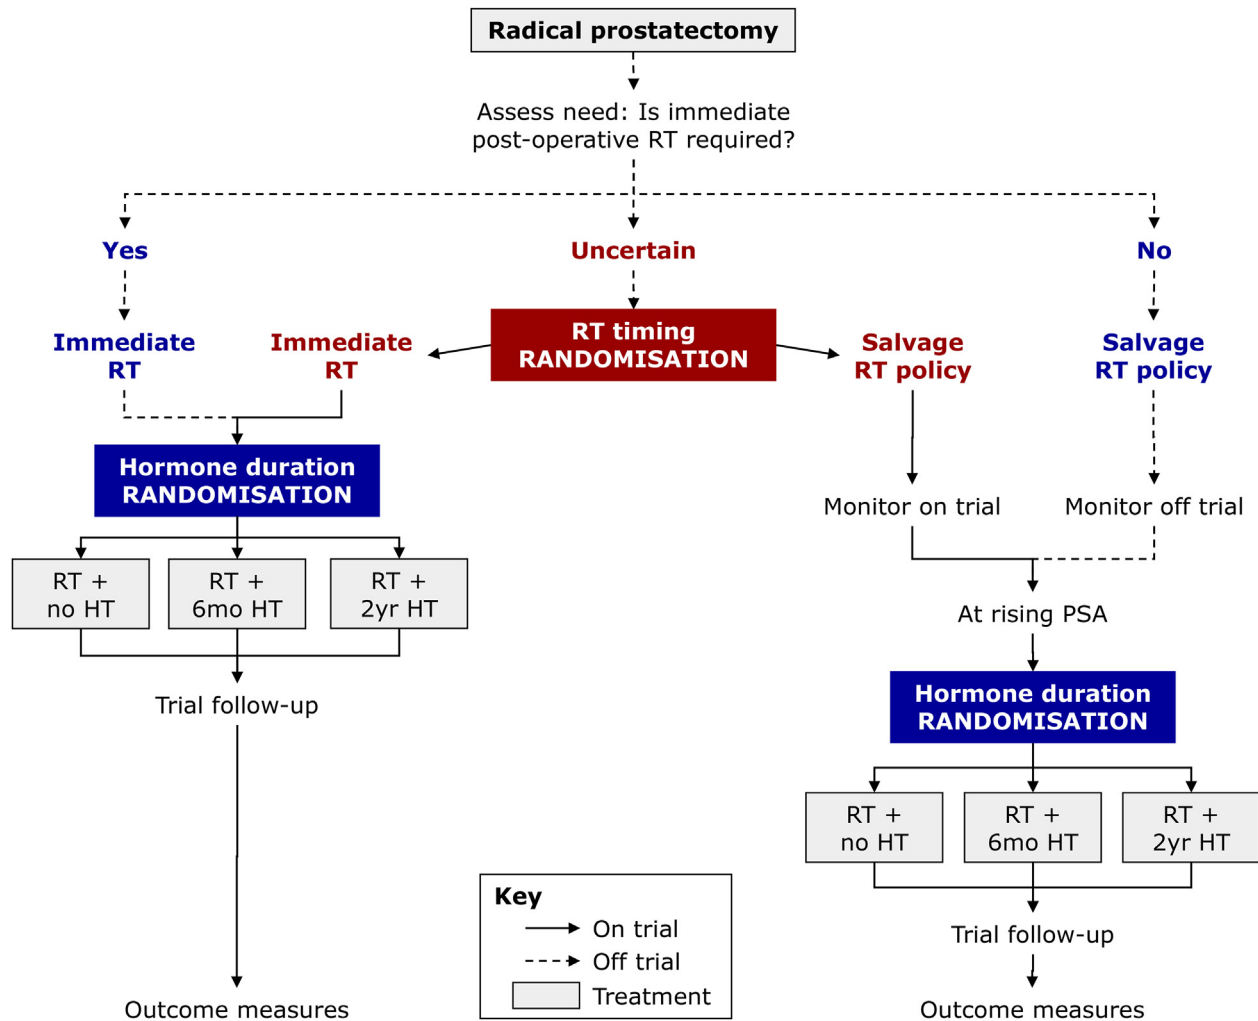 Radical prostatectomy
Assess need: Is immediate
post-operative RT required?
Yes
Uncertain
No
Immediate
RT
Immediate
RT
RT timing
RANDOMISATION
Salvage
RT policy
Salvage
RT policy
Hormone duration
RANDOMISATION
Monitor on trial
Monitor off trial
RT +
no HT
RT +
6mo HT
RT +
2yr HT
At rising PSA
Trial follow-up
Hormone duration
RANDOMISATION
RT +
no HT
RT +
6mo HT
RT +
2yr HT
Key
On trial
Off trial
Treatment
Trial follow-up
Outcome measures
Outcome measures